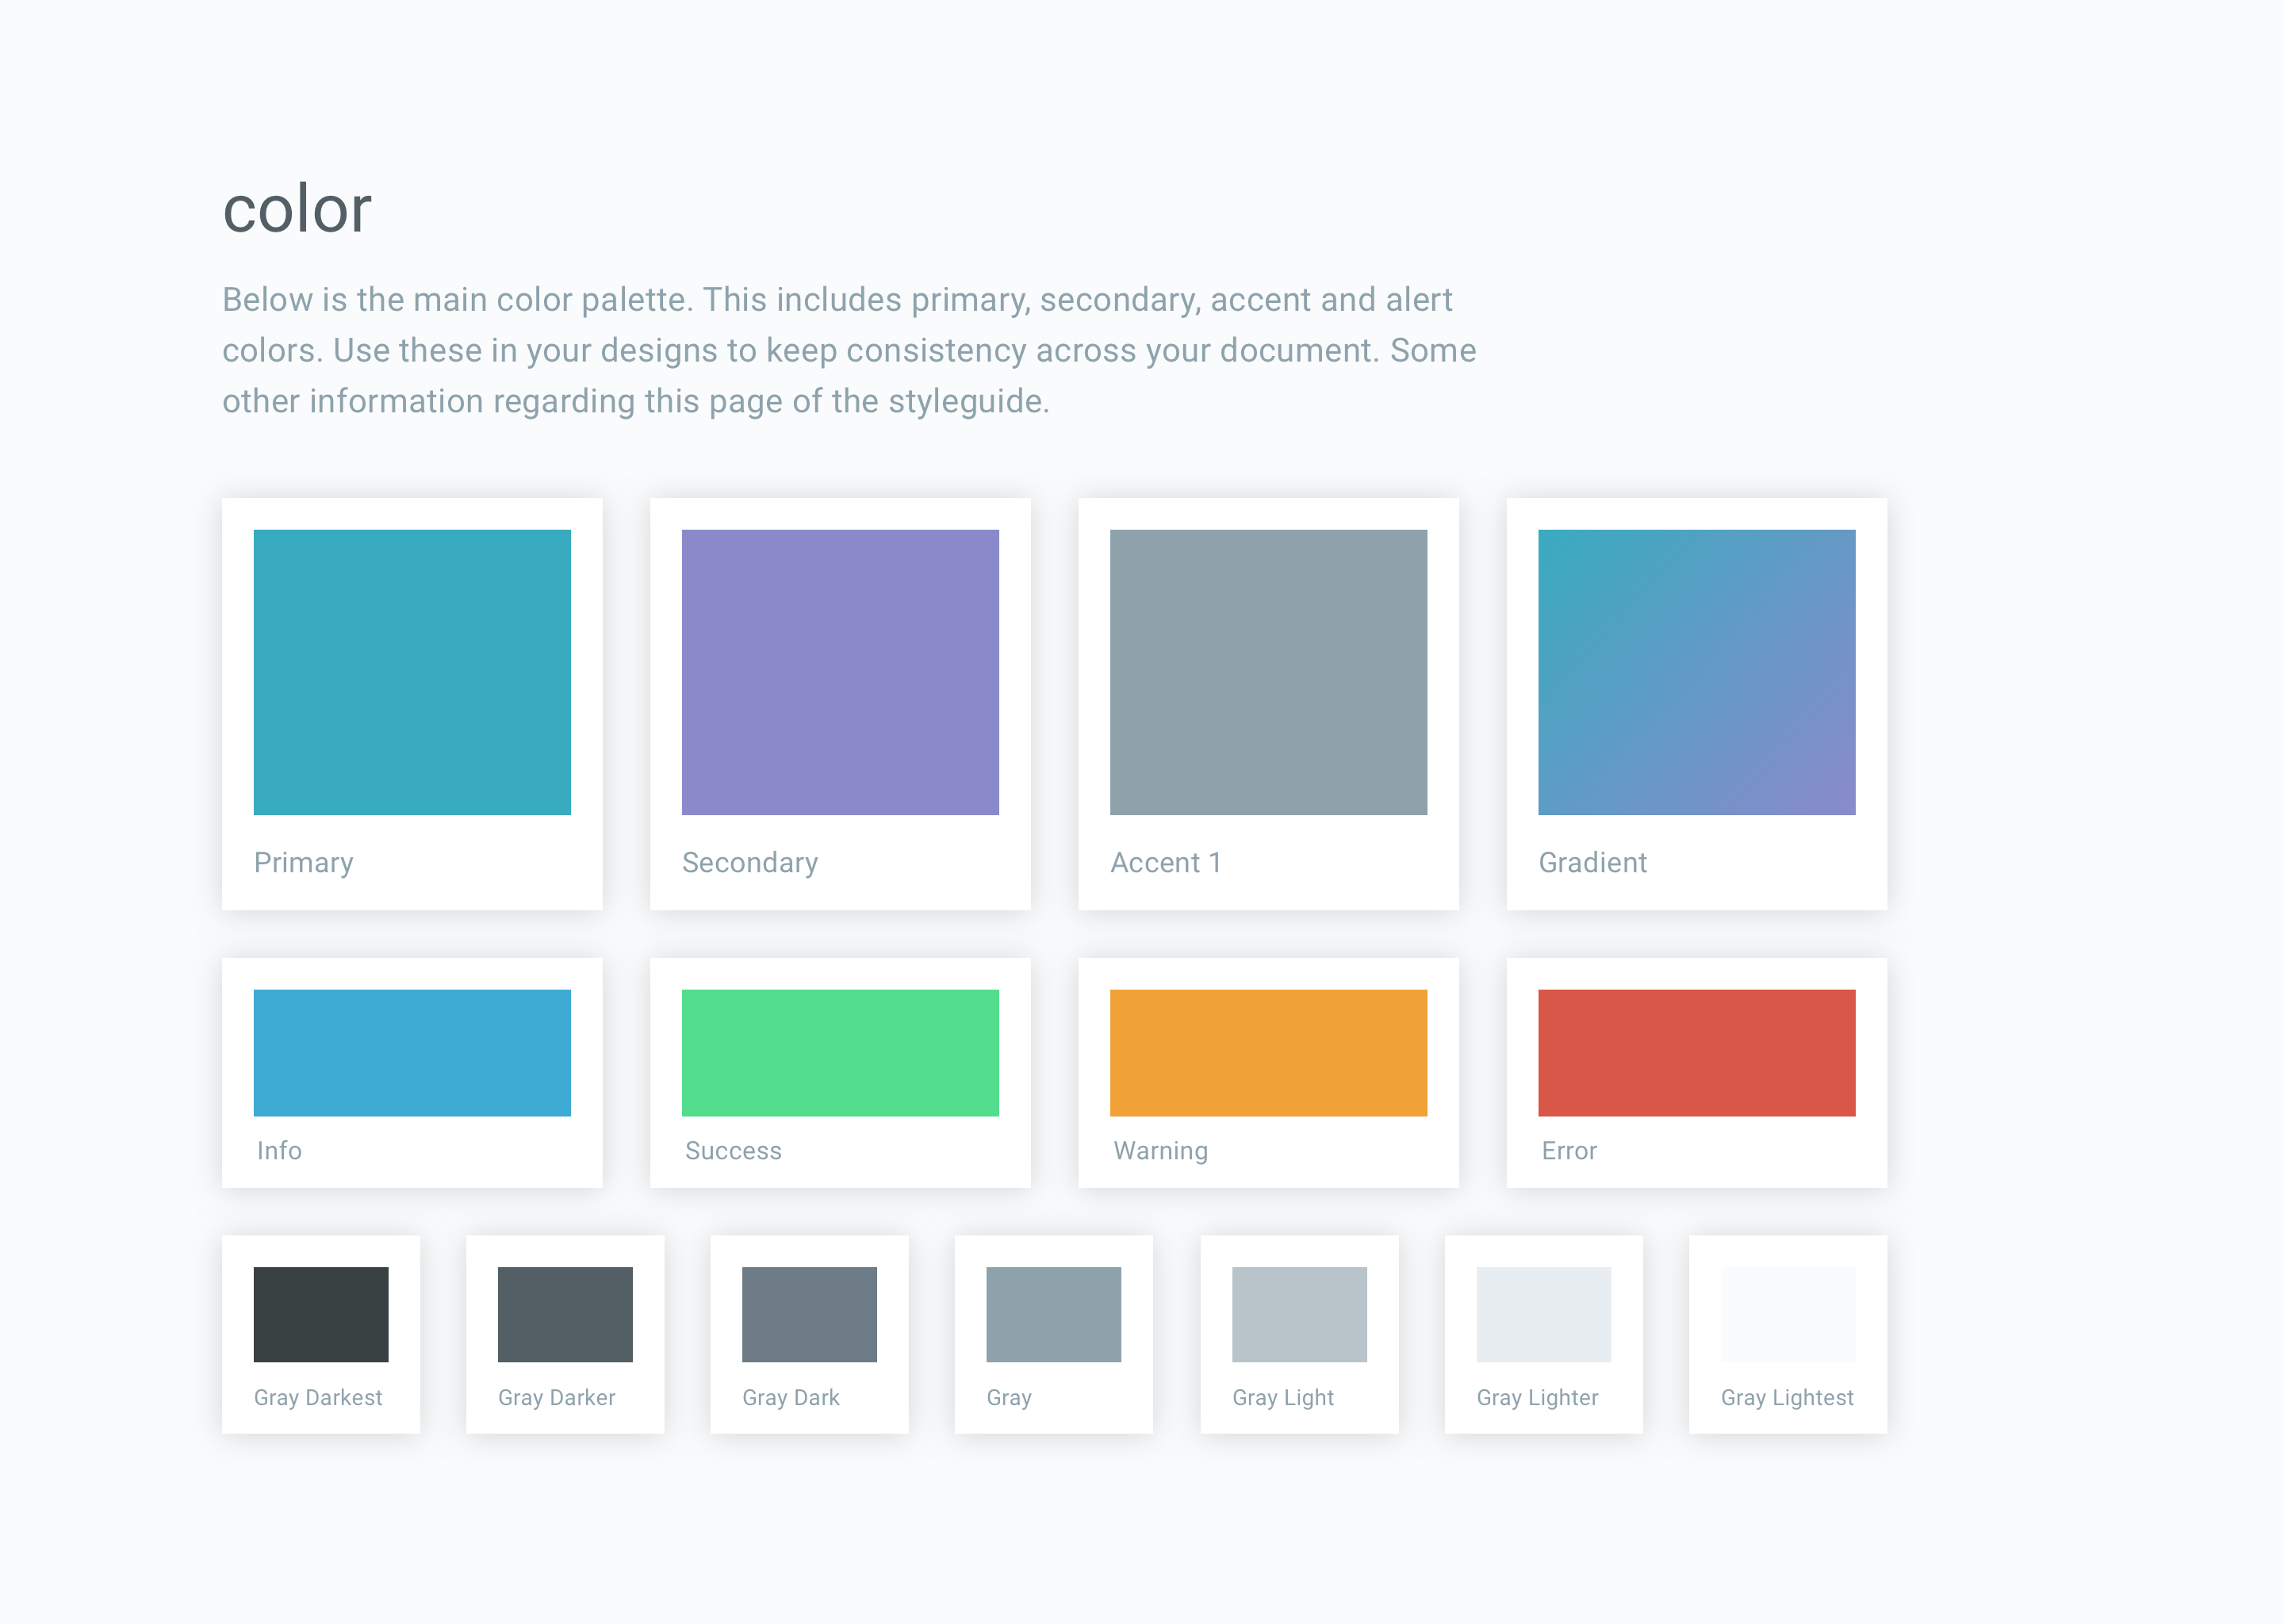 color
Below is the main color palette. This includes primary, secondary, accent and alert
colors. Use these in your designs to keep consistency across your document. Some
other information regarding this page of the styleguide.
Primary
Secondary
Accent 1
Gradient
Info
Success
Warning
Error
Gray Darkest
Gray Darker
Gray Dark
Gray
Gray Light
Gray Lighter
Gray Lightest